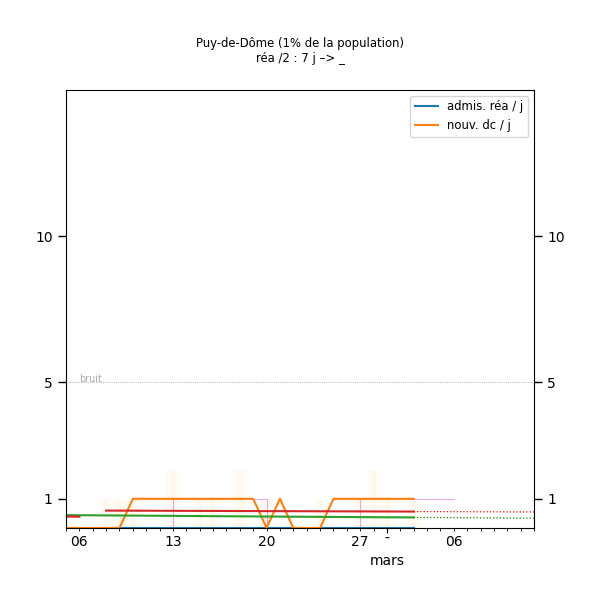 Puy-de-Dôme (1% de la population)
réa /2 : 7 j –> _
admis. réa / j
nouv. dc / j
10
10
bruit
5
5
1
1
06
13
20
27
-
06
mars